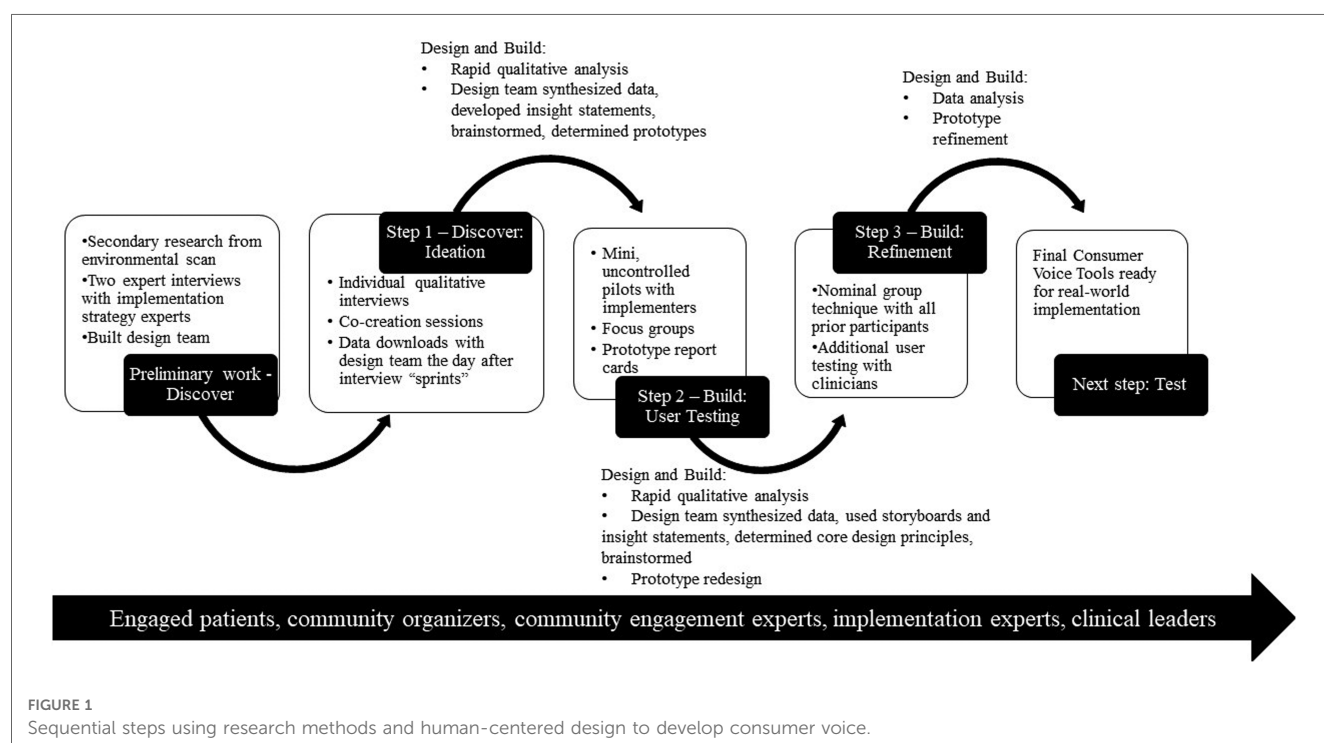 Design and Build:
• Rapid qualitative analysis
• Design team synthesized data,
developed insight statements,
brainstormed, determined prototypes
Design and Build:
• Data analysis
• Prototype
refinement
•Secondary research from
environmental scan
•Two expert interviews
with implementation
strategy experts
•Built design team
Preliminary work -
Discover
Step 1 – Discover:
Ideation
• Individual qualitative
interviews
• Co-creation sessions
• Data downloads with
design team the day after
interview “sprints”
• Mini,
uncontrolled
pilots with
implementers
• Focus groups
• Prototype report
cards
Step 2 – Build:
User Testing
Step 3 – Build:
Refinement
•Nominal group
technique with all
prior participants
•Additional user
testing with
clinicians
Final Consumer
Voice Tools ready
for real-world
implementation
Next step: Test
Design and Build:
• Rapid qualitative analysis
• Design team synthesized data, used storyboards and
insight statements, determined core design principles,
brainstormed
• Prototype redesign
Engaged patients, community organizers, community engagement experts, implementation experts, clinical leaders
FIGURE 1
Sequential steps using research methods and human-centered design to develop consumer voice.